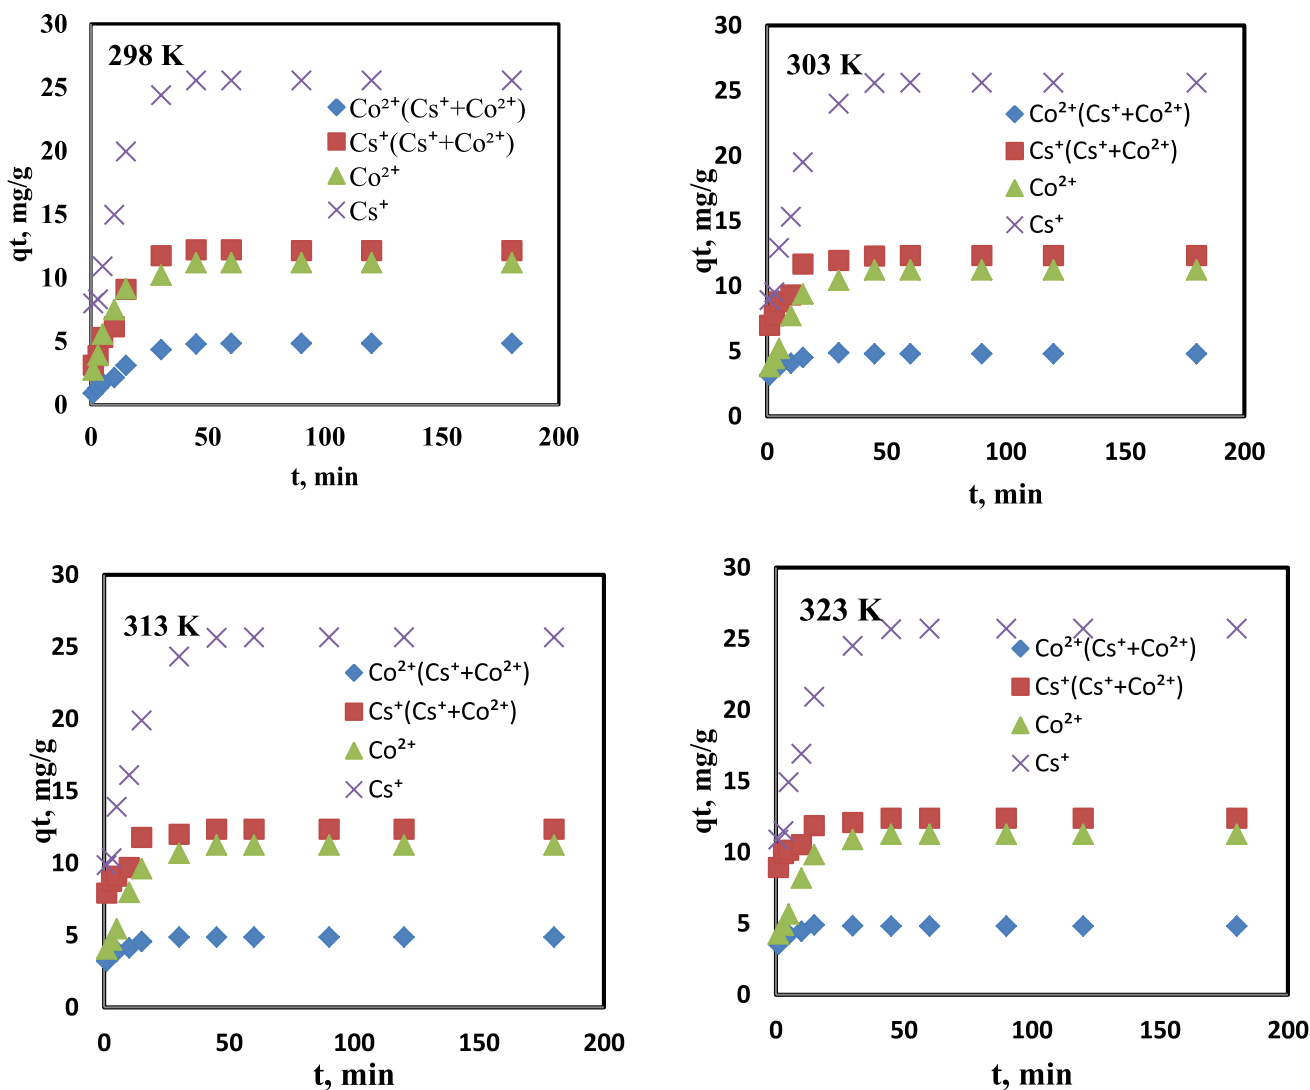 298 K
qt, mg/g
30
25
20
15
10
5
0
Co²⁺(Cs⁺+Co²⁺)
Cs⁺(Cs⁺+Co²⁺)
Co²⁺
Cs⁺
0 50 100 150 200
t, min
303 K
qt, mg/g
30
25
20
15
10
5
0
Co²⁺(Cs⁺+Co²⁺)
Cs⁺(Cs⁺+Co²⁺)
Co²⁺
Cs⁺
0 50 100 150 200
t, min
313 K
qt, mg/g
30
25
20
15
10
5
0
Co²⁺(Cs⁺+Co²⁺)
Cs⁺(Cs⁺+Co²⁺)
Co²⁺
Cs⁺
0 50 100 150 200
t, min
323 K
qt, mg/g
30
25
20
15
10
5
0
Co²⁺(Cs⁺+Co²⁺)
Cs⁺(Cs⁺+Co²⁺)
Co²⁺
Cs⁺
0 50 100 150 200
t, min